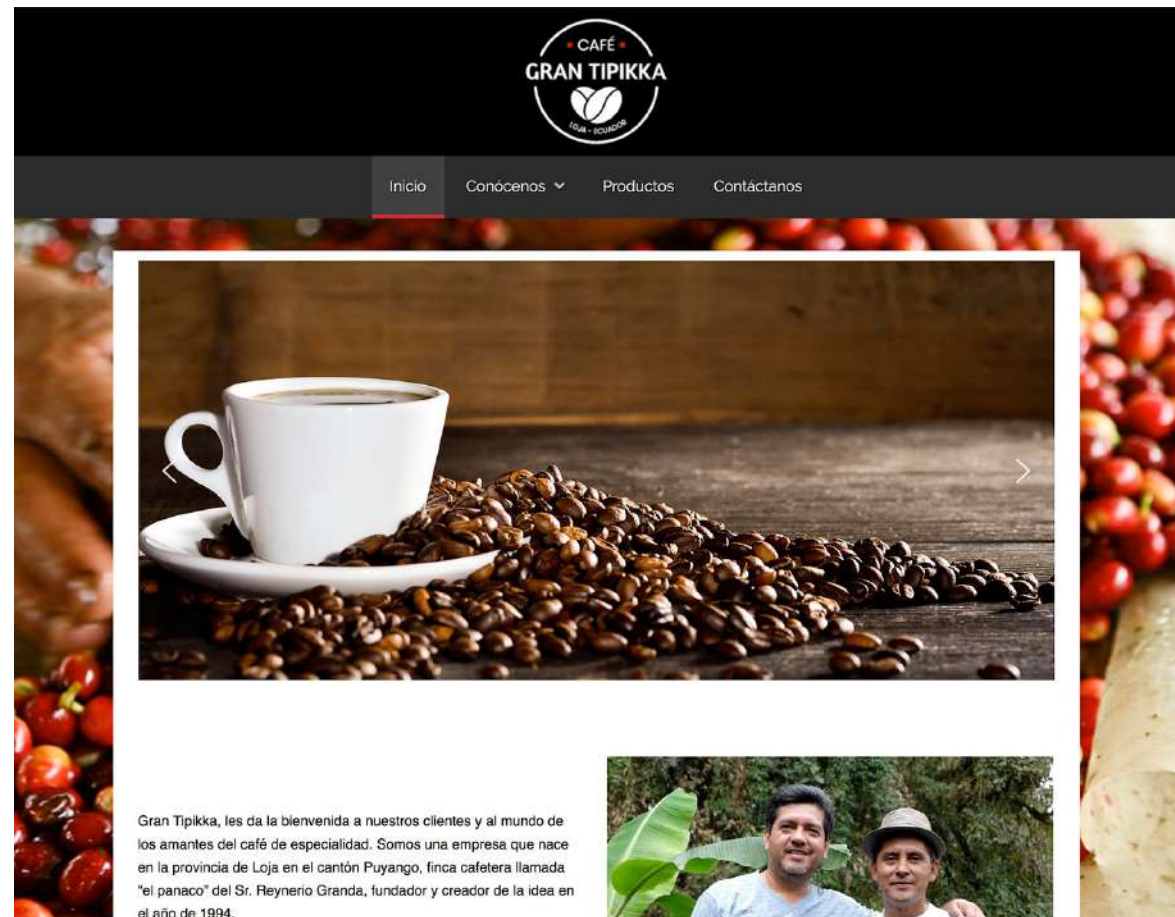 • CAFÉ •
GRAN TIPIKKA
LOJA - ECUADOR
Inicio
Conócenos
Productos
Contáctanos
Gran Tipikka, les da la bienvenida a nuestros clientes y al mundo de
los amantes del café de especialidad. Somos una empresa que nace
en la provincia de Loja en el cantón Puyango, finca cafetera llamada
"el panaco" del Sr. Reynerio Granda, fundador y creador de la idea en
el año de 1994.